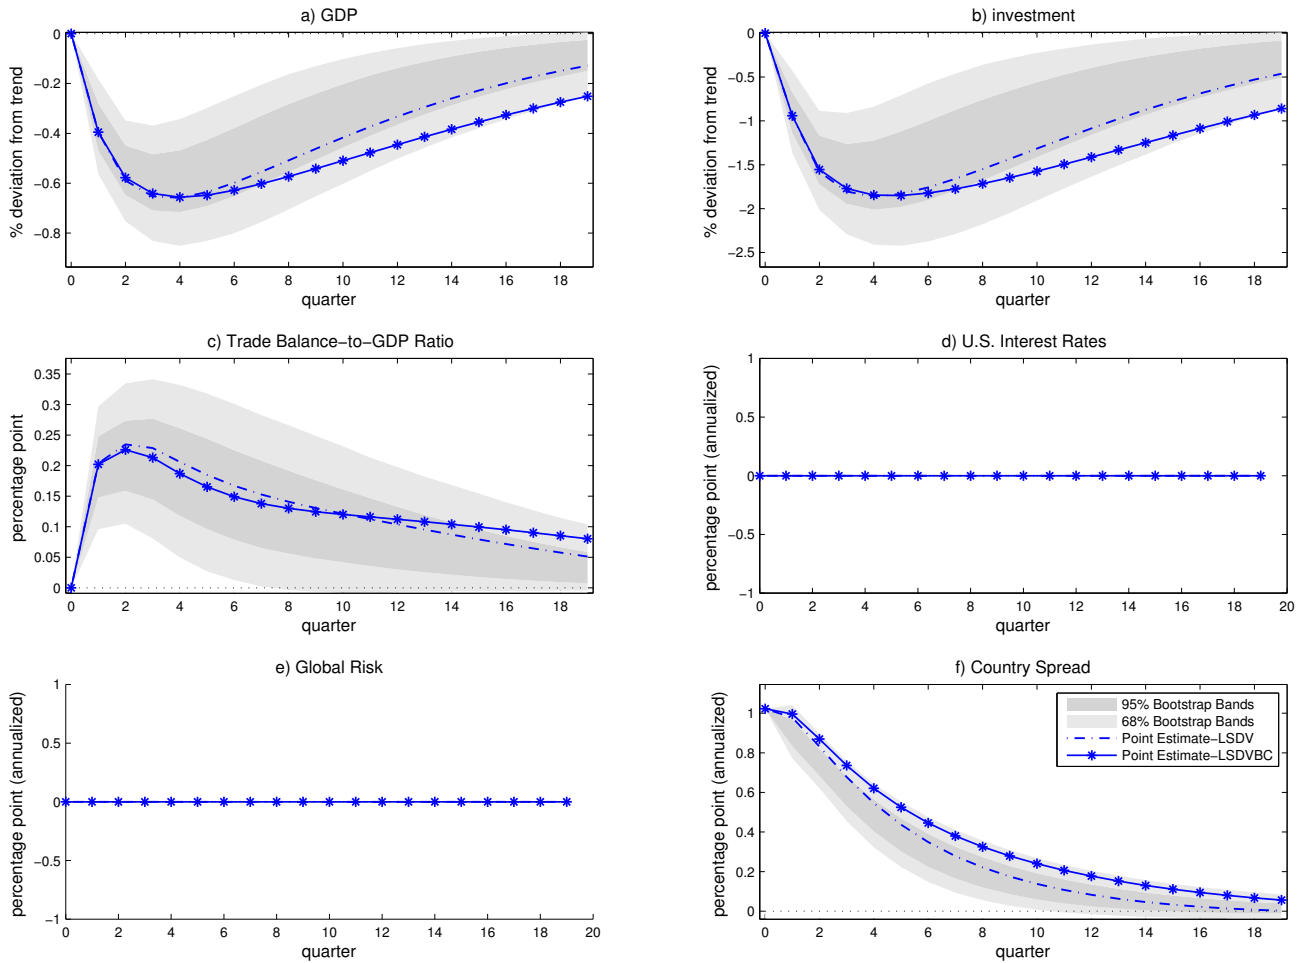 a) GDP
0
−0.2
−0.4
−0.6
−0.8
% deviation from trend
0 2 4 6 8 10 12 14 16 18
quarter
b) investment
0
−0.5
−1
−1.5
−2
−2.5
% deviation from trend
0 2 4 6 8 10 12 14 16 18
quarter
c) Trade Balance−to−GDP Ratio
0.35
0.3
0.25
0.2
0.15
0.1
0.05
0
percentage point
0 2 4 6 8 10 12 14 16 18 20
quarter
d) U.S. Interest Rates
1
0.5
0
−0.5
−1
percentage point (annualized)
0 2 4 6 8 10 12 14 16 18 20
quarter
e) Global Risk
1
0.5
0
−0.5
−1
percentage point (annualized)
0 2 4 6 8 10 12 14 16 18 20
quarter
f) Country Spread
1
0.8
0.6
0.4
0.2
0
percentage point (annualized)
0 2 4 6 8 10 12 14 16 18
quarter
95% Bootstrap Bands
68% Bootstrap Bands
Point Estimate−LSDV
Point Estimate−LSDVBC